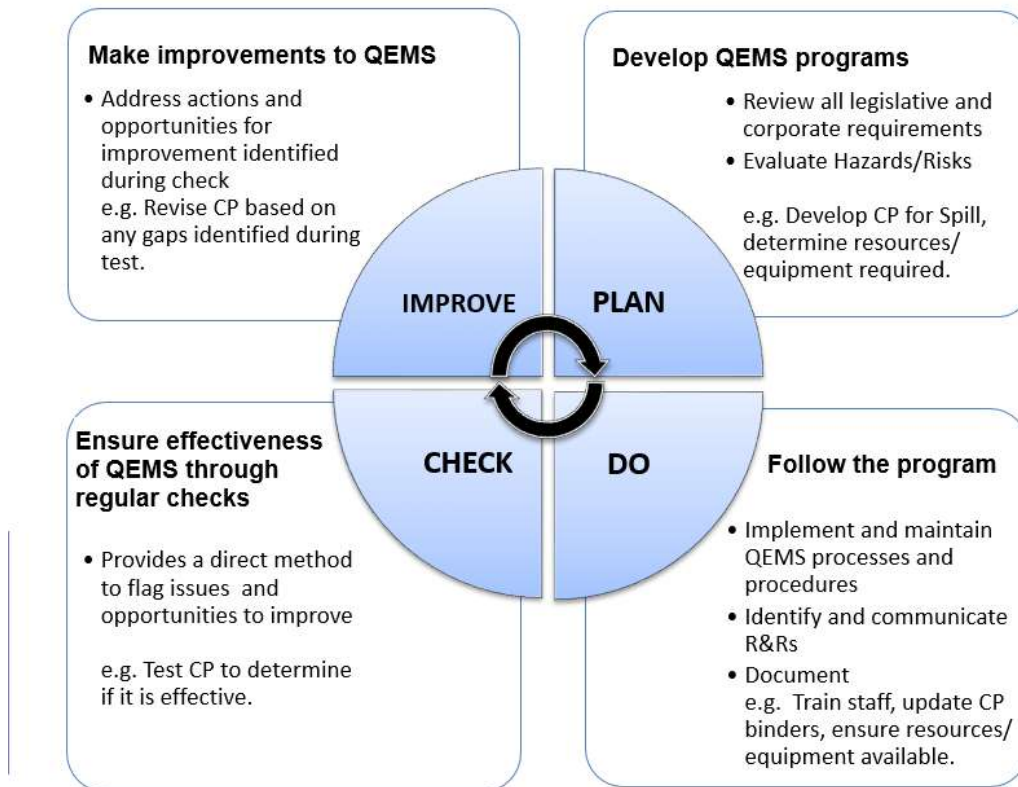 Make improvements to QEMS
• Address actions and
opportunities for
improvement identified
during check
e.g. Revise CP based on
any gaps identified during
test.
Develop QEMS programs
• Review all legislative and
corporate requirements
• Evaluate Hazards/Risks
e.g. Develop CP for Spill,
determine resources/
equipment required.
IMPROVE
PLAN
CHECK
DO
Ensure effectiveness
of QEMS through
regular checks
• Provides a direct method
to flag issues and
opportunities to improve
e.g. Test CP to determine
if it is effective.
Follow the program
• Implement and maintain
QEMS processes and
procedures
• Identify and communicate
R&Rs
• Document
e.g. Train staff, update CP
binders, ensure resources/
equipment available.